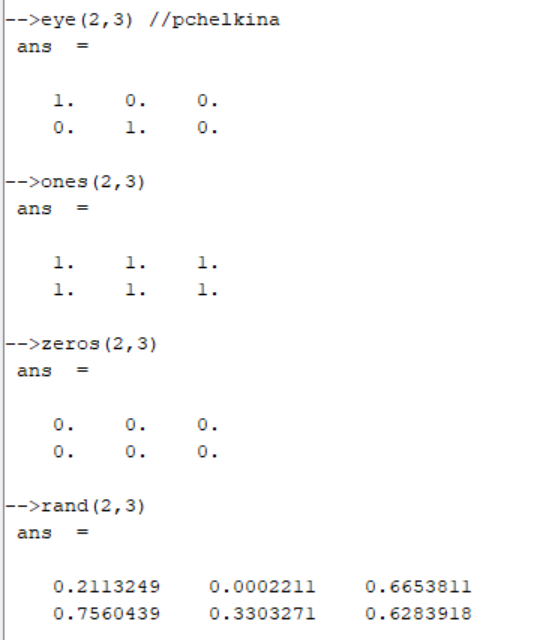 -->eye(2,3) //pchelkina
ans  =
1.    0.    0.
0.    1.    0.
-->ones(2,3)
ans  =
1.    1.    1.
1.    1.    1.
-->zeros(2,3)
ans  =
0.    0.    0.
0.    0.    0.
-->rand(2,3)
ans  =
0.2113249    0.0002211    0.6653811
0.7560439    0.3303271    0.6283918